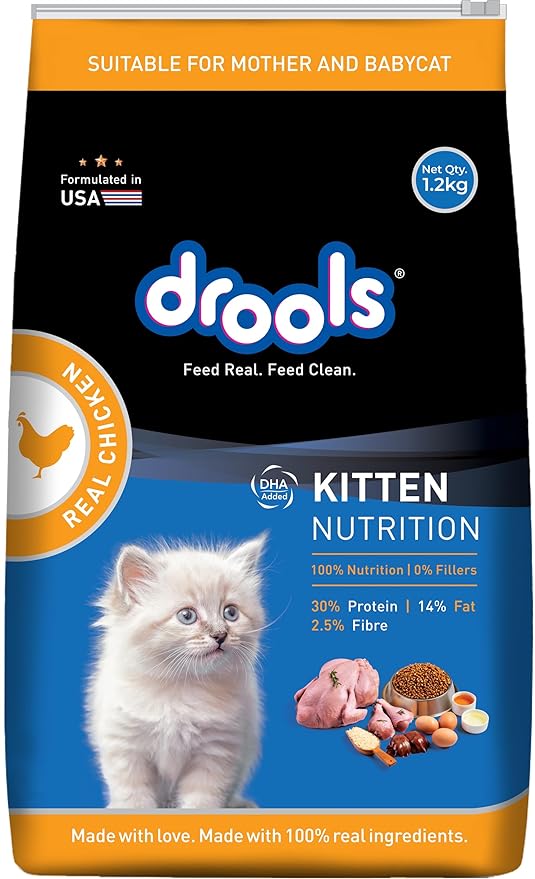 SUITABLE FOR MOTHER AND BABYCAT
Formulated in
USA
Net Qty.
1.2kg
drools®
Feed Real. Feed Clean.
REAL CHICKEN
DHA
Added
KITTEN
NUTRITION
100% Nutrition | 0% Fillers
30% Protein | 14% Fat
2.5% Fibre
Made with love. Made with 100% real ingredients.